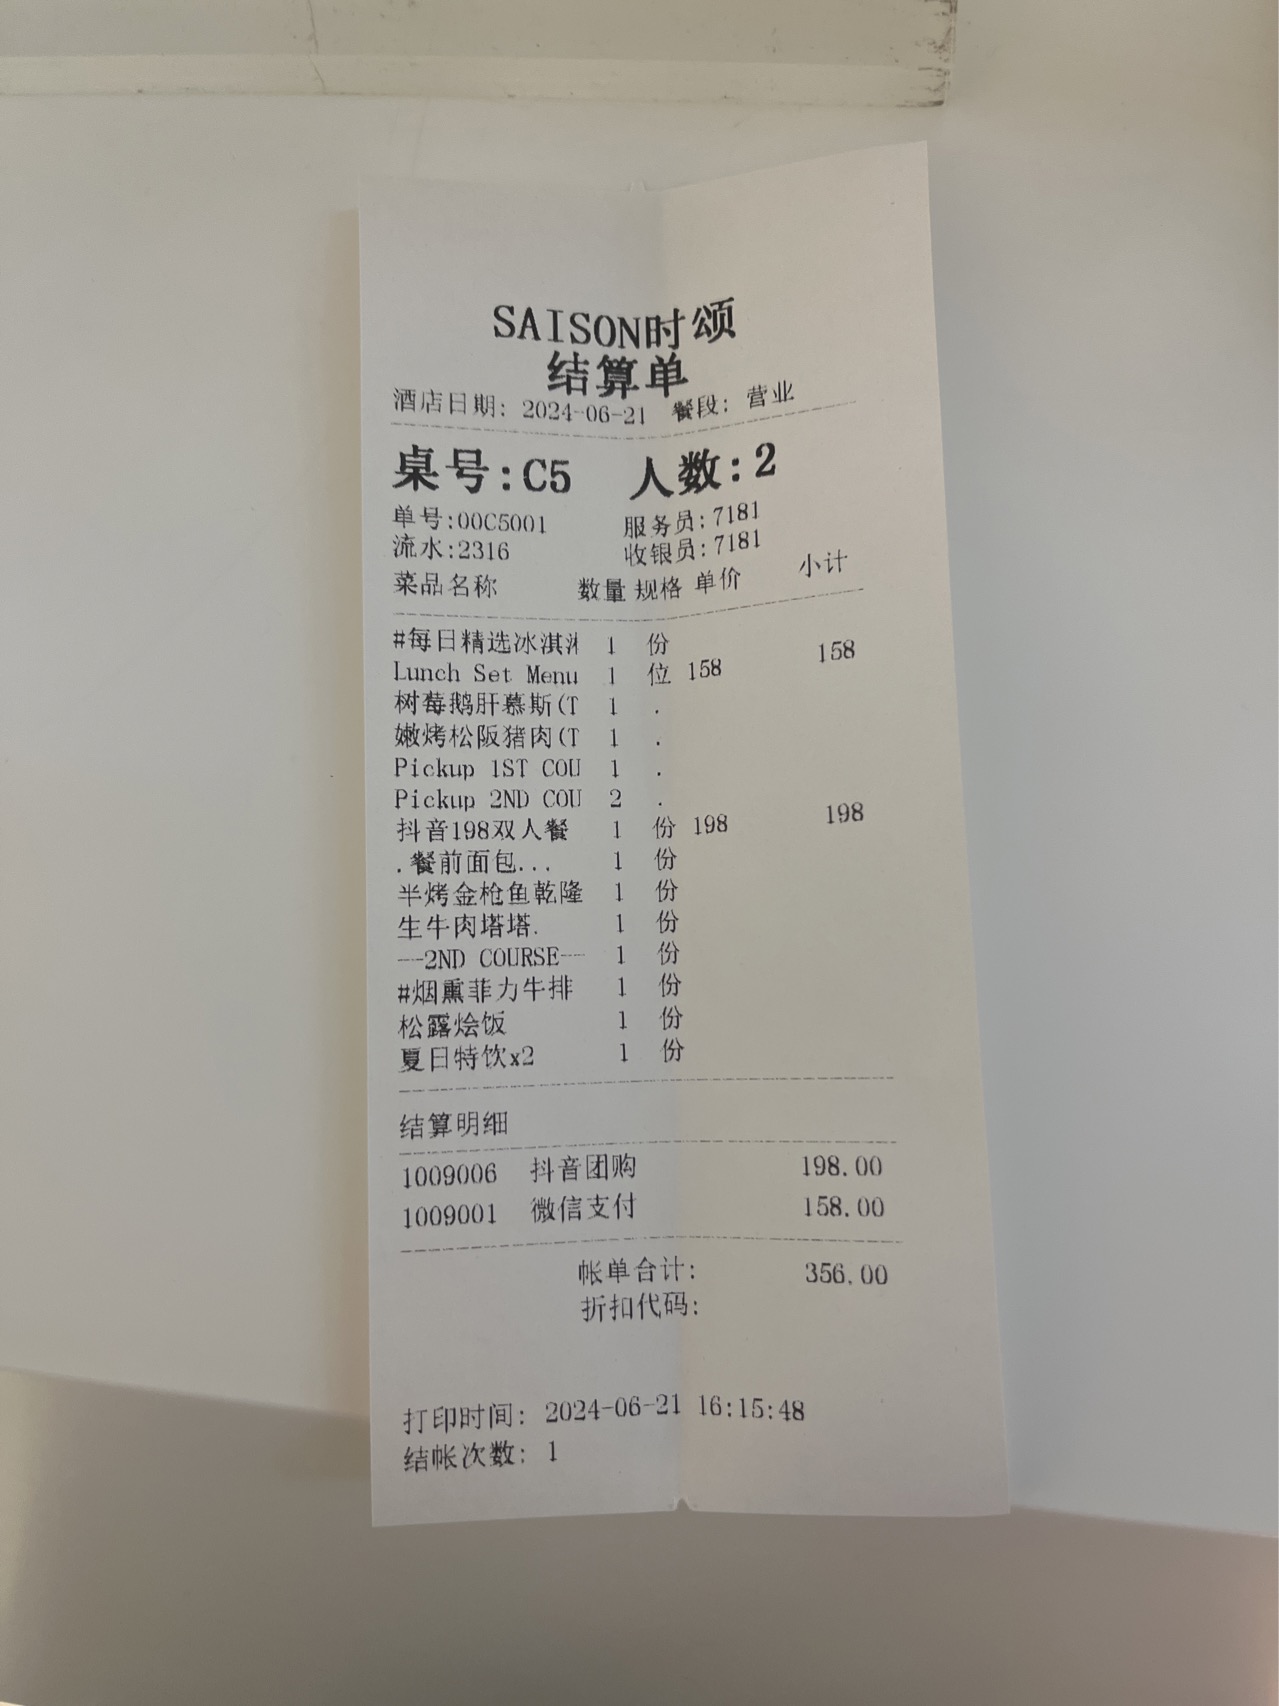 SAISON时颂
结算单
酒店日期: 2024-06-21 餐段: 营业
桌号:C5 人数:2
单号:00C5001 服务员:7181
流水:2316 收银员:7181
菜品名称 数量 规格 单价 小计
#每日精选冰淇淋 1 份
Lunch Set Menu 1 位 158 158
树莓鹅肝慕斯(T 1 .
嫩烤松阪猪肉(T 1 .
Pickup 1ST COU 1 .
Pickup 2ND COU 2 .
抖音198双人餐 1 份 198 198
.餐前面包... 1 份
半烤金枪鱼乾隆 1 份
生牛肉塔塔. 1 份
---2ND COURSE--- 1 份
#烟熏菲力牛排 1 份
松露烩饭 1 份
夏日特饮x2 1 份
结算明细
1009006 抖音团购 198.00
1009001 微信支付 158.00
帐单合计: 356.00
折扣代码:
打印时间: 2024-06-21 16:15:48
结帐次数: 1